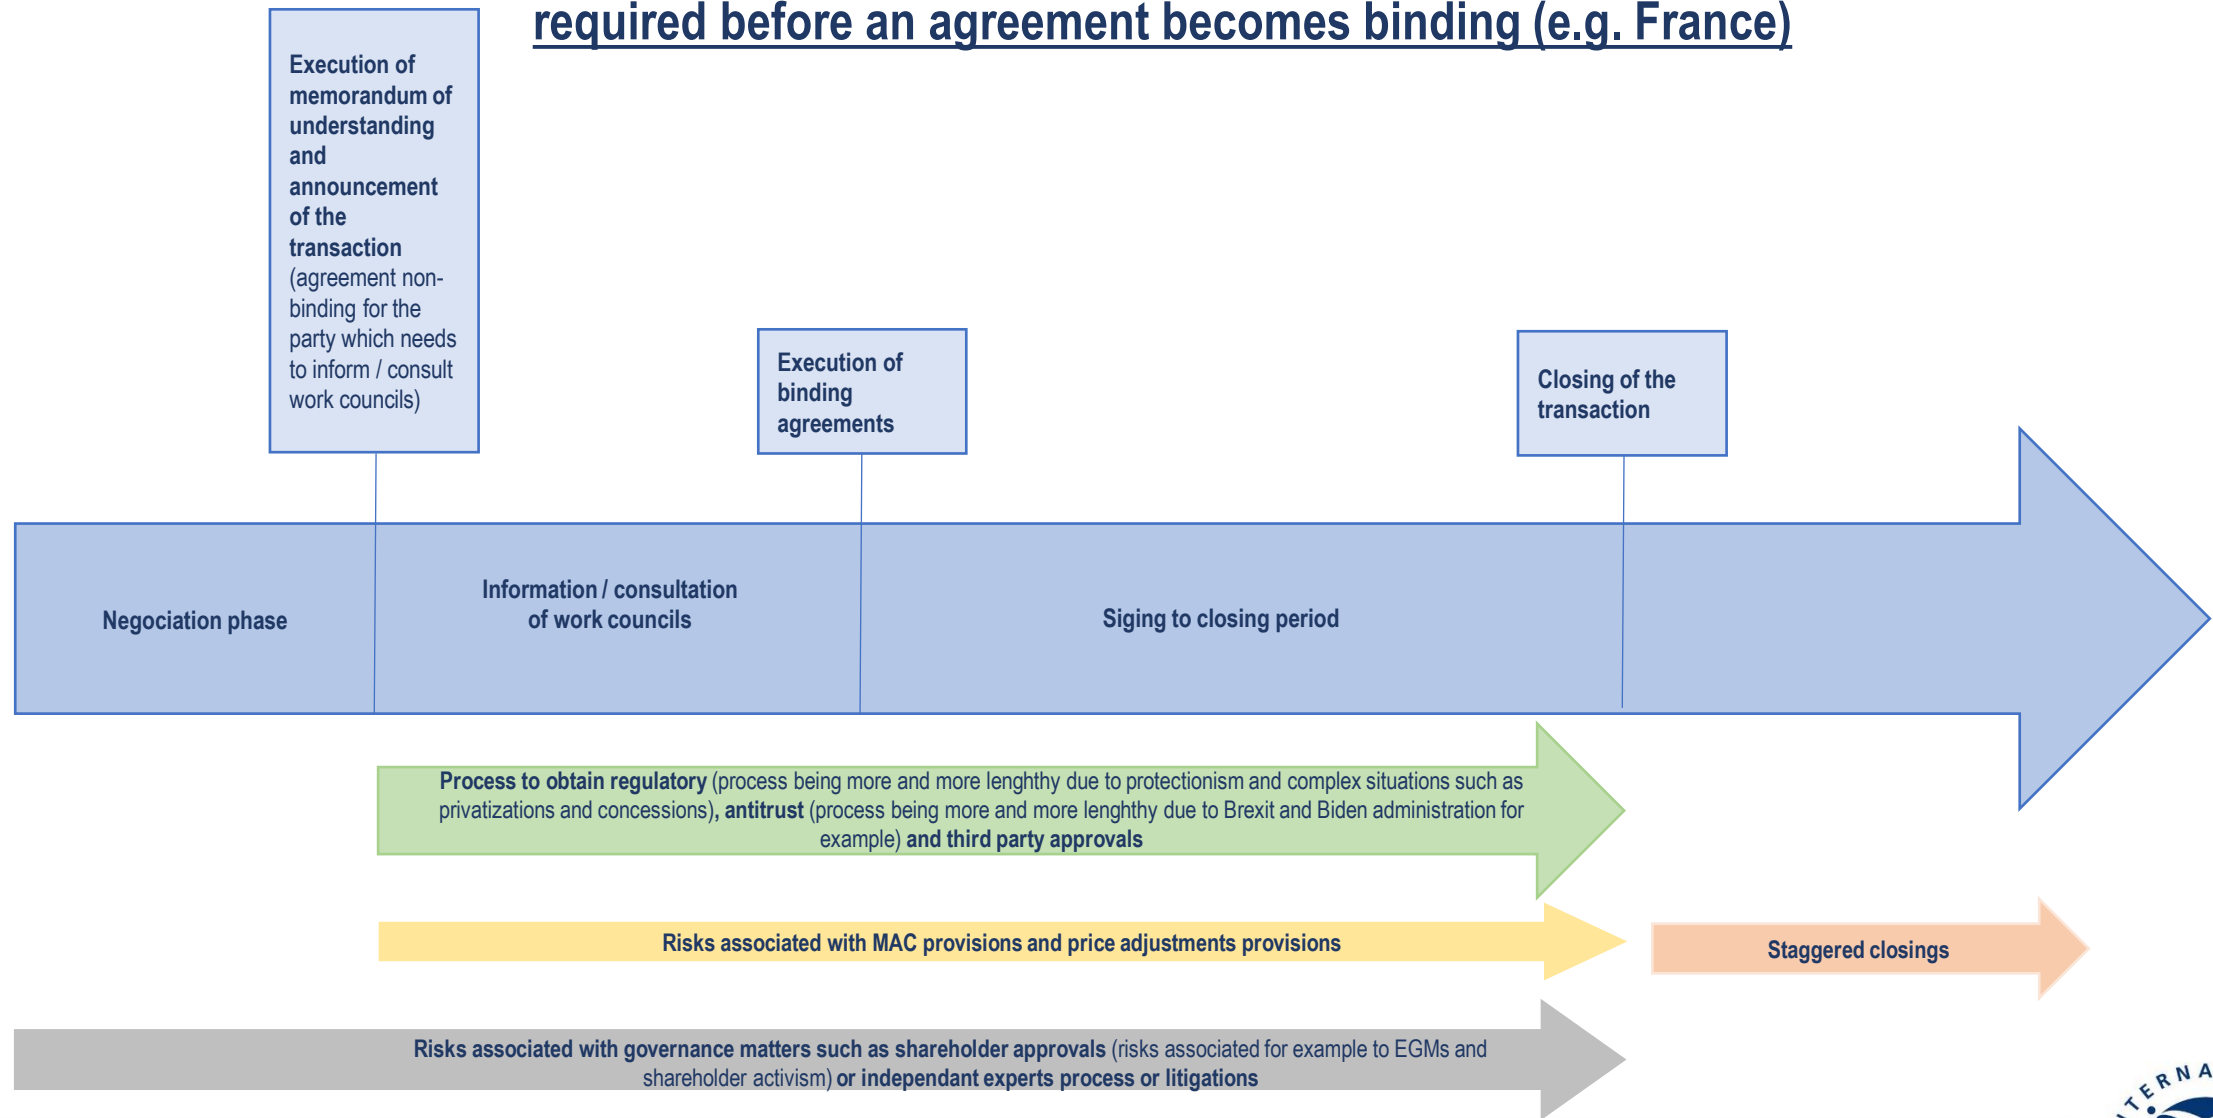 required before an agreement becomes binding (e.g. France)
Execution of
memorandum of
understanding
and
announcement
of the
transaction
(agreement non-
binding for the
party which needs
to inform / consult
work councils)
Execution of
binding
agreements
Closing of the
transaction
Negociation phase
Information / consultation
of work councils
Siging to closing period
Process to obtain regulatory (process being more and more lenghthy due to protectionism and complex situations such as
privatizations and concessions), antitrust (process being more and more lenghthy due to Brexit and Biden administration for
example) and third party approvals
Risks associated with MAC provisions and price adjustments provisions
Staggered closings
Risks associated with governance matters such as shareholder approvals (risks associated for example to EGMs and
shareholder activism) or independant experts process or litigations